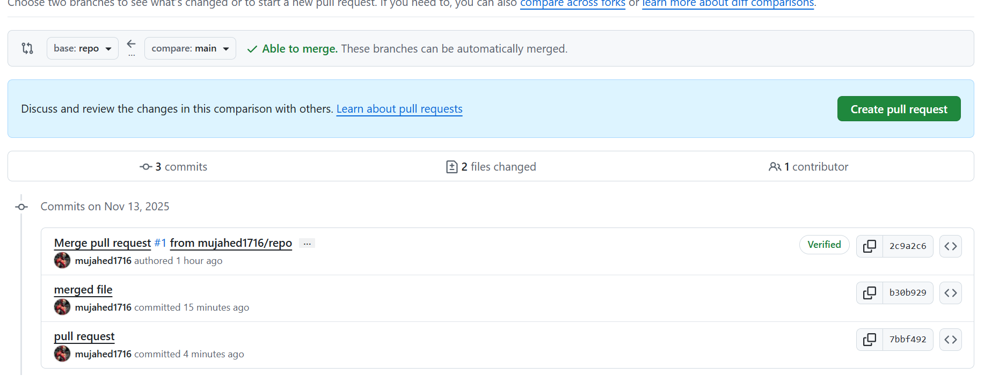 Choose two branches to see what's changed or to start a new pull request. If you need to, you can also compare across forks or learn more about diff comparisons.
base: repo ... compare: main Able to merge. These branches can be automatically merged.
Discuss and review the changes in this comparison with others. Learn about pull requests Create pull request
3 commits 2 files changed 1 contributor
Commits on Nov 13, 2025
Merge pull request #1 from mujahed1716/repo ... Verified 2c9a2c6
mujahed1716 authored 1 hour ago
merged file b30b929
mujahed1716 committed 15 minutes ago
pull request 7bbf492
mujahed1716 committed 4 minutes ago